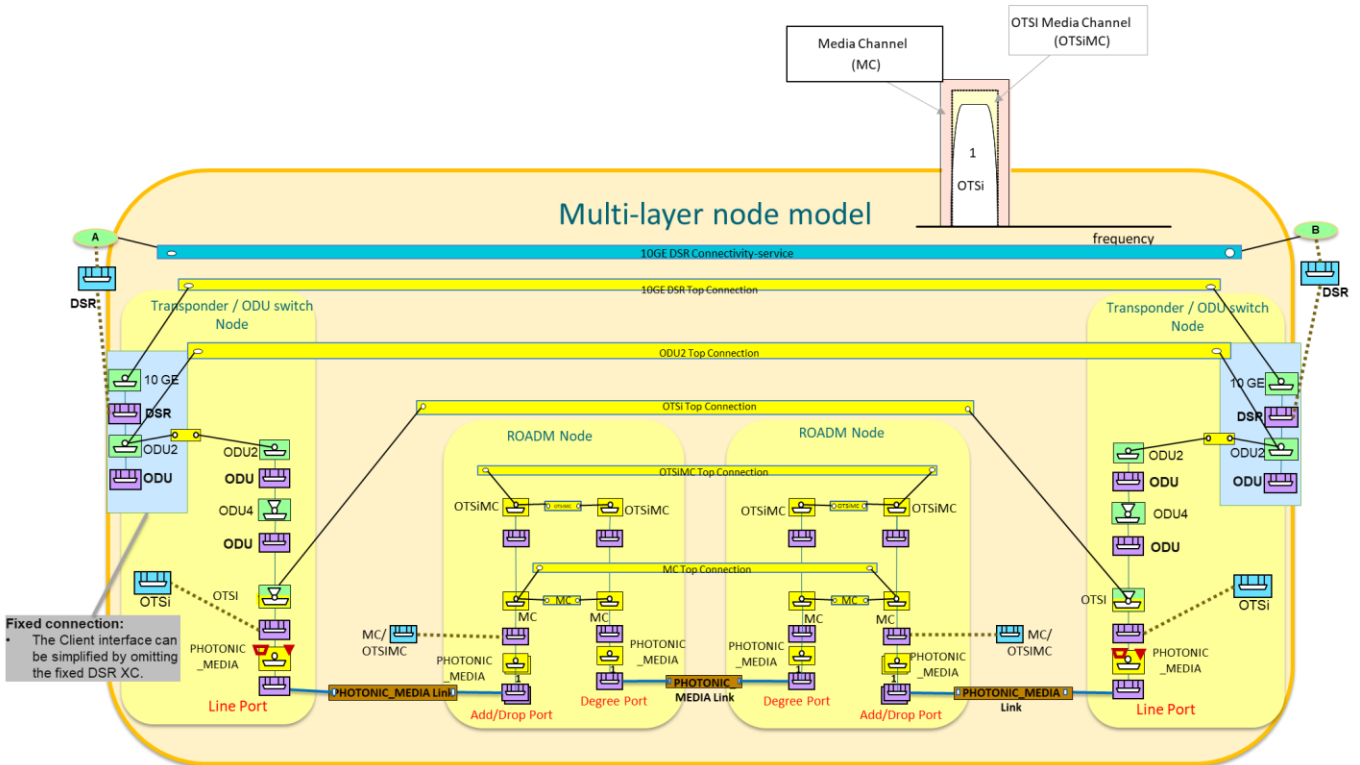 Media Channel
(MC)
OTSI Media Channel
(OTSiMC)
1
OTSi
frequency
Multi-layer node model
A
B
10GE DSR Connectivity-service
DSR
DSR
10GE DSR Top Connection
Transponder / ODU switch
Node
Transponder / ODU switch
Node
ODU2 Top Connection
10 GE
DSR
ODU2
ODU
ODU2
ODU
ODU4
ODU
OTSI
OTSi
PHOTONIC
_MEDIA
Line Port
Fixed connection:
• The Client interface can
be simplified by omitting
the fixed DSR XC.
OTSi Top Connection
ROADM Node
ROADM Node
OTSiMC Top Connection
OTSiMC
OTSiMC
OTSiMC
OTSiMC
OTSiMC
OTSiMC
MC Top Connection
MC
MC
MC
MC
MC
MC
MC/
OTSIMC
PHOTONIC
_MEDIA
1
Add/Drop Port
PHOTONIC
_MEDIA
1
Degree Port
PHOTONIC
_MEDIA
1
Degree Port
PHOTONIC
_MEDIA
1
Add/Drop Port
MC/
OTSIMC
PHOTONIC_MEDIA Link
PHOTONIC_
MEDIA Link
PHOTONIC_MEDIA
Link
10 GE
DSR
ODU2
ODU
ODU2
ODU
ODU4
ODU
OTSI
OTSi
PHOTONIC
_MEDIA
Line Port